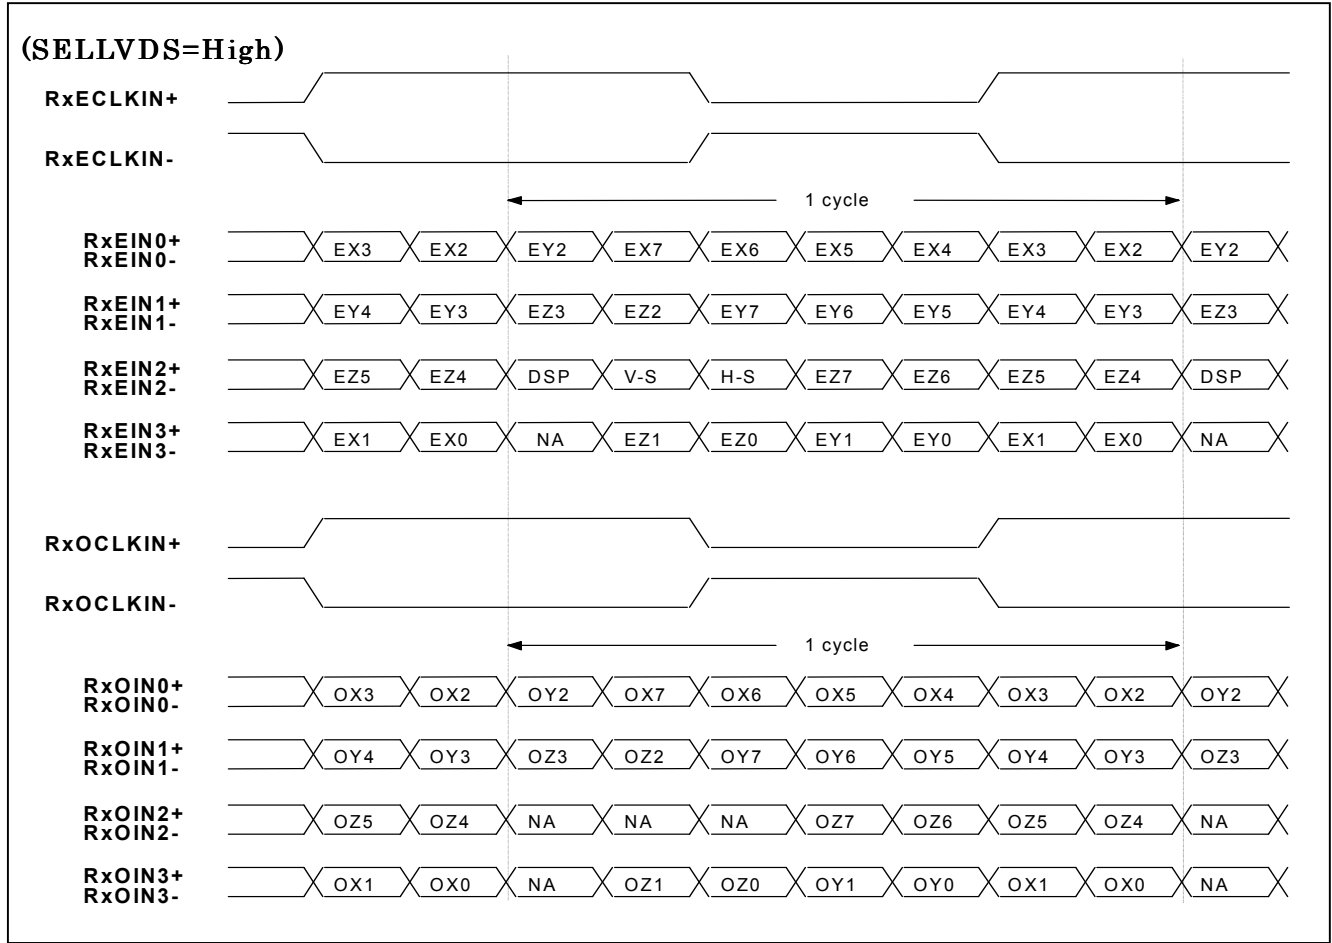 (SELLVDS=High)
RxECLKIN+
RxECLKIN-
1 cycle
RxEIN0+
RxEIN0-
EX3 EX2 EY2 EX7 EX6 EX5 EX4 EX3 EX2 EY2
RxEIN1+
RxEIN1-
EY4 EY3 EZ3 EZ2 EY7 EY6 EY5 EY4 EY3 EZ3
RxEIN2+
RxEIN2-
EZ5 EZ4 DSP V-S H-S EZ7 EZ6 EZ5 EZ4 DSP
RxEIN3+
RxEIN3-
EX1 EX0 NA EZ1 EZ0 EY1 EY0 EX1 EX0 NA
RxOCLKIN+
RxOCLKIN-
1 cycle
RxOIN0+
RxOIN0-
OX3 OX2 OY2 OX7 OX6 OX5 OX4 OX3 OX2 OY2
RxOIN1+
RxOIN1-
OY4 OY3 OZ3 OZ2 OY7 OY6 OY5 OY4 OY3 OZ3
RxOIN2+
RxOIN2-
OZ5 OZ4 NA NA NA OZ7 OZ6 OZ5 OZ4 NA
RxOIN3+
RxOIN3-
OX1 OX0 NA OZ1 OZ0 OY1 OY0 OX1 OX0 NA